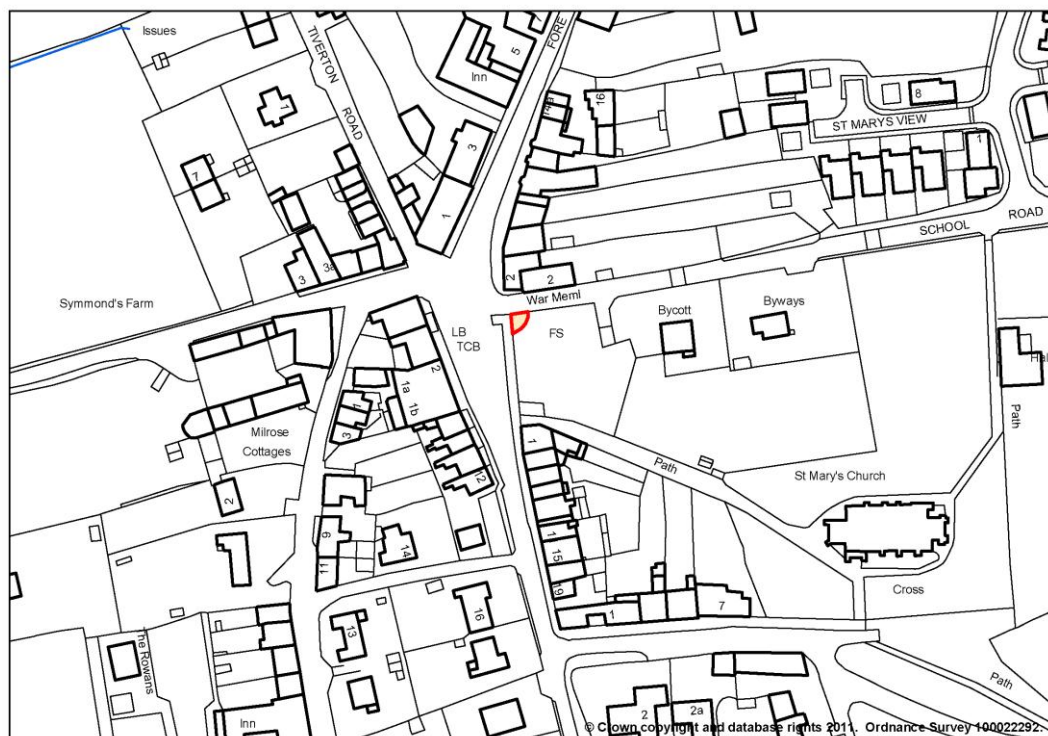 Issues
TIVERTON
ROAD
Inn
5
FORE
14a
16
8
ST MARYS VIEW
1
3
7
1
1
SCHOOL
ROAD
3
3a
2
2
War Meml
Symmond's Farm
LB
TCB
FS
Bycott
Byways
2
1a
1b
1
3
Path
Milrose
Cottages
12
Path
St Mary's Church
2
1
9
14
11
1
15
19
Cross
16
1
7
13
The Rowans
Path
Inn
2
2a
© Crown copyright and database rights 2011. Ordnance Survey 100022292.